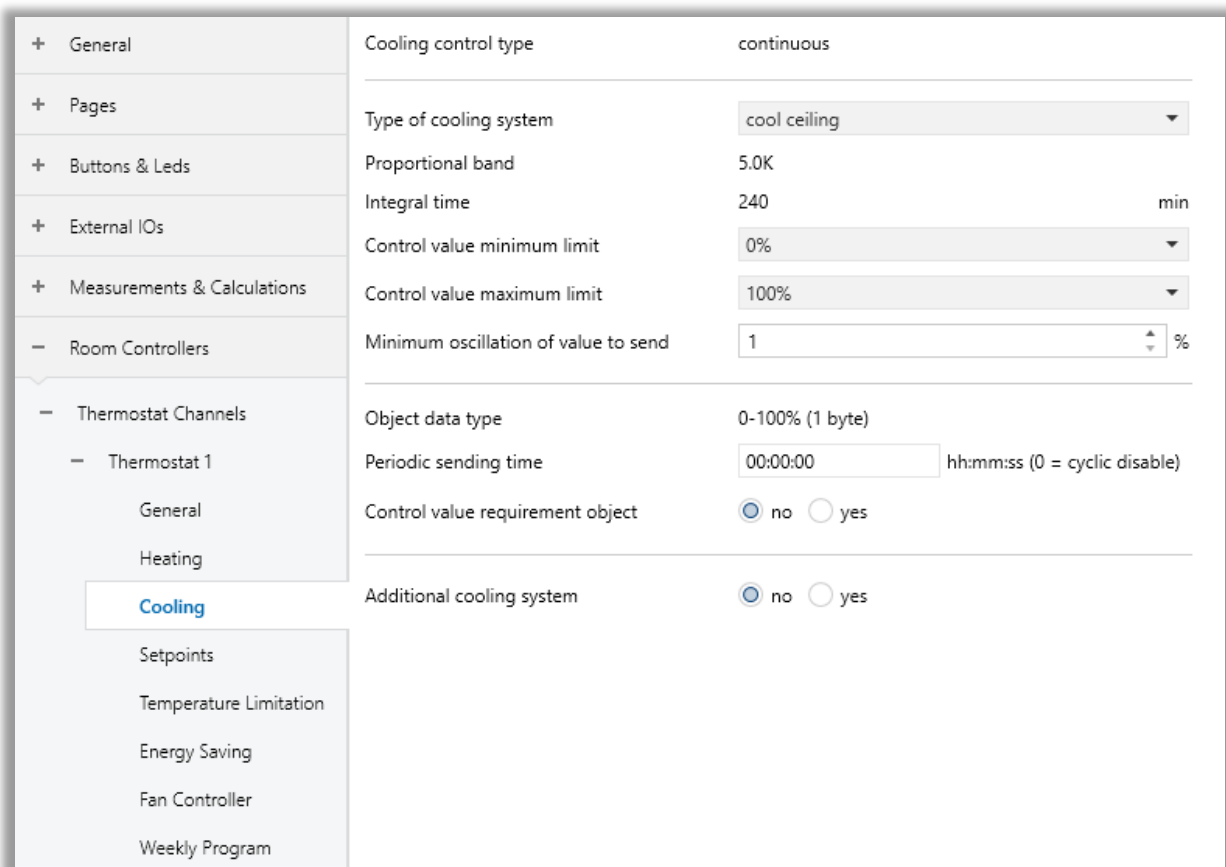 + General
+ Pages
+ Buttons & Leds
+ External IOs
+ Measurements & Calculations
− Room Controllers
− Thermostat Channels
− Thermostat 1
General
Heating
Cooling
Setpoints
Temperature Limitation
Energy Saving
Fan Controller
Weekly Program
Cooling control type continuous
Type of cooling system cool ceiling
Proportional band 5.0K
Integral time 240 min
Control value minimum limit 0%
Control value maximum limit 100%
Minimum oscillation of value to send 1 %
Object data type 0-100% (1 byte)
Periodic sending time 00:00:00 hh:mm:ss (0 = cyclic disable)
Control value requirement object no yes
Additional cooling system no yes